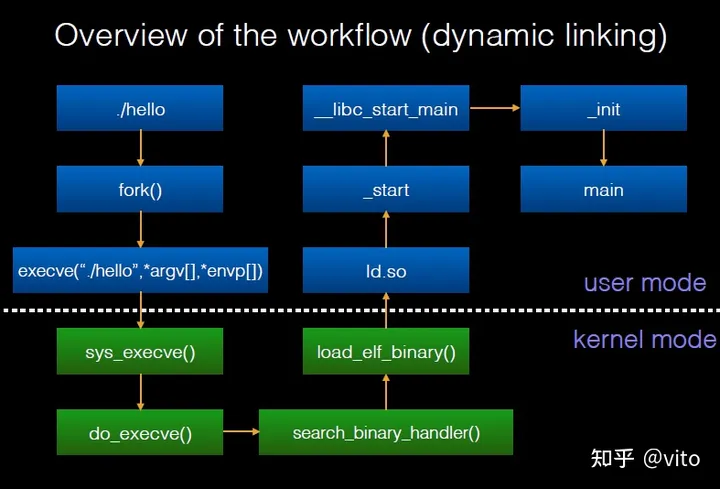 Overview of the workflow (dynamic linking)
./hello
fork()
execve(“./hello”,*argv[],*envp[])
sys_execve()
do_execve()
search_binary_handler()
load_elf_binary()
ld.so
_start
__libc_start_main
_init
main
user mode
kernel mode
知乎 @vito